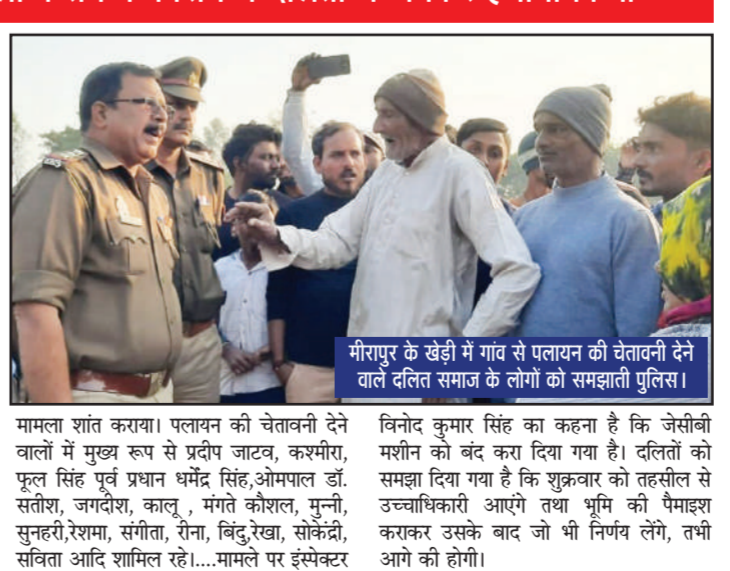 मीरापुर के खेड़ी में गांव से पलायन की चेतावनी देने
वाले दलित समाज के लोगों को समझाती पुलिस।
मामला शांत कराया। पलायन की चेतावनी देने
वालों में मुख्य रूप से प्रदीप जाटव, कश्मीरा,
फूल सिंह पूर्व प्रधान धर्मेंद्र सिंह,ओमपाल डॉ.
सतीश, जगदीश, कालू , मंगते कौशल, मुन्नी,
सुनहरी,रेशमा, संगीता, रीना, बिंदु,रेखा, सोकेंद्री,
सविता आदि शामिल रहे।....मामले पर इंस्पेक्टर
विनोद कुमार सिंह का कहना है कि जेसीबी
मशीन को बंद करा दिया गया है। दलितों को
समझा दिया गया है कि शुक्रवार को तहसील से
उच्चाधिकारी आएंगे तथा भूमि की पैमाइश
कराकर उसके बाद जो भी निर्णय लेंगे, तभी
आगे की होगी।